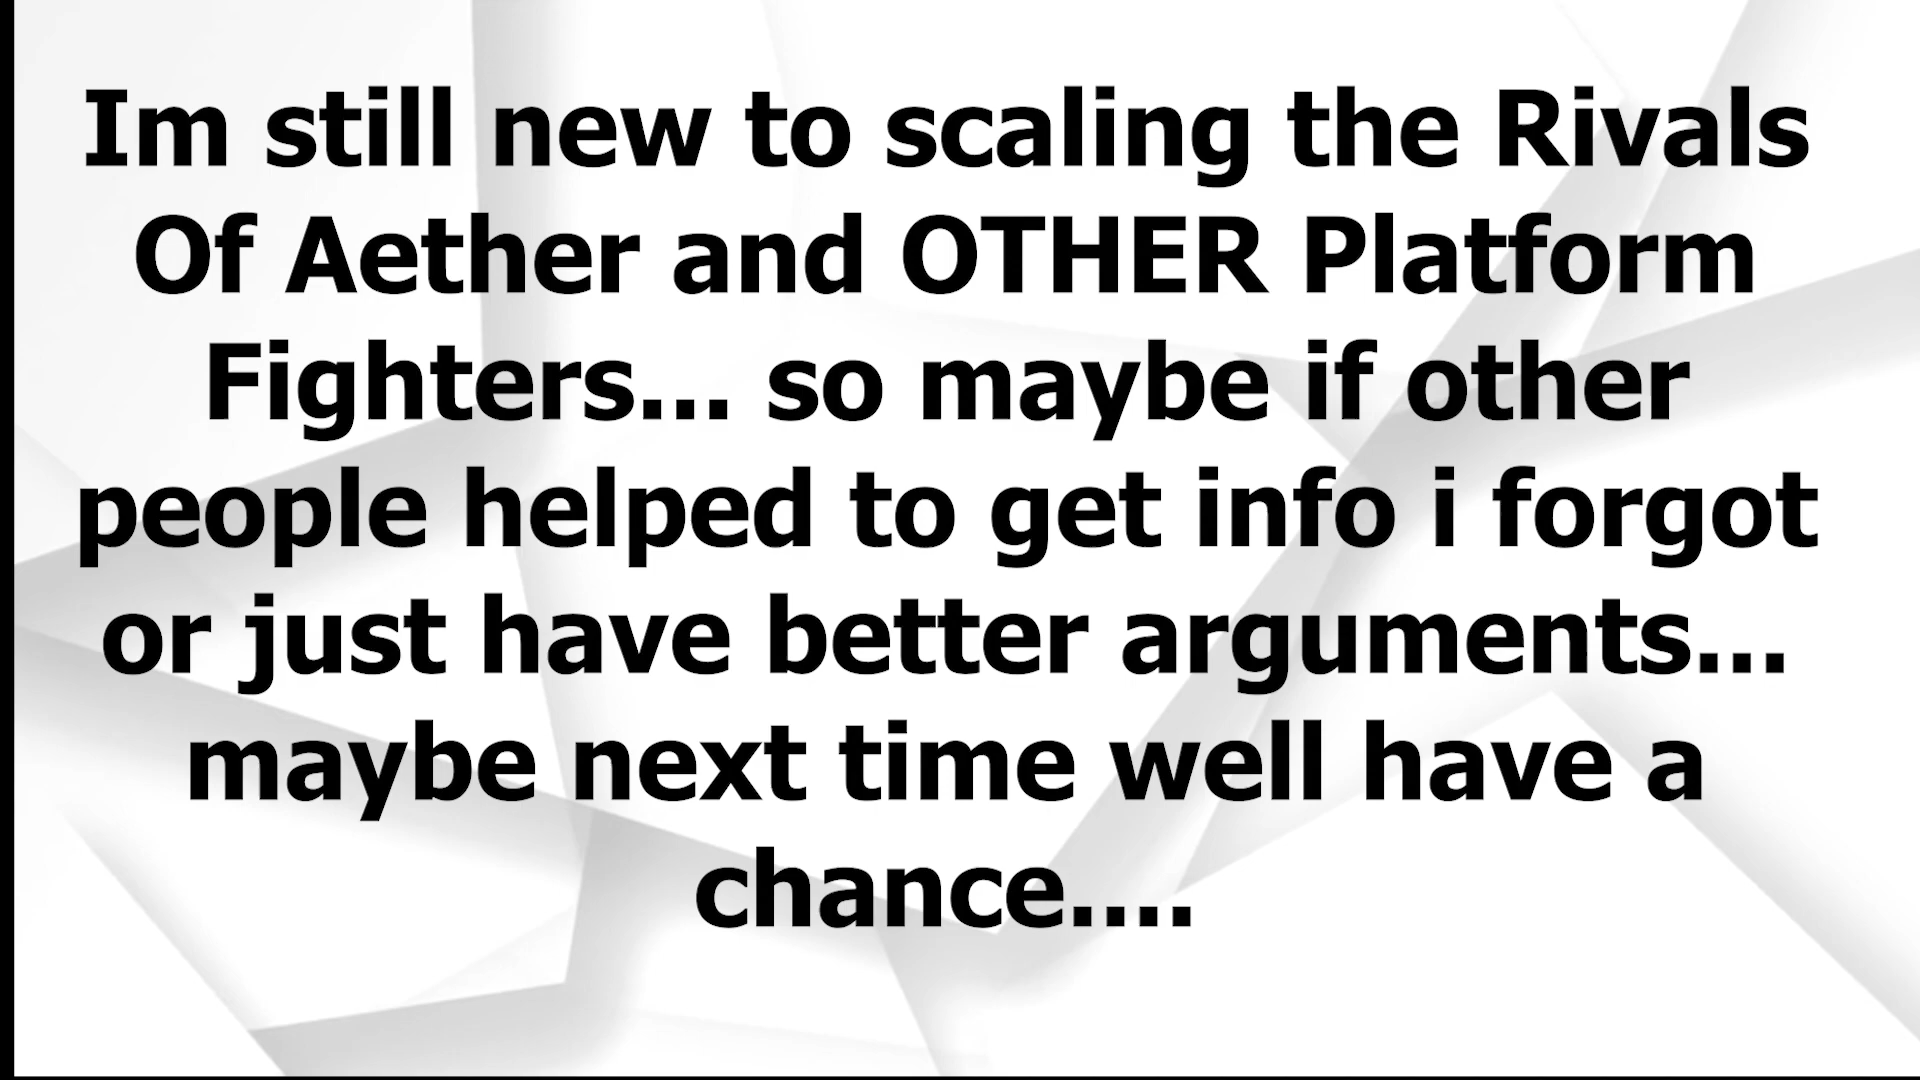 Im still new to scaling the Rivals
Of Aether and OTHER Platform
Fighters... so maybe if other
people helped to get info i forgot
or just have better arguments...
maybe next time well have a
chance....